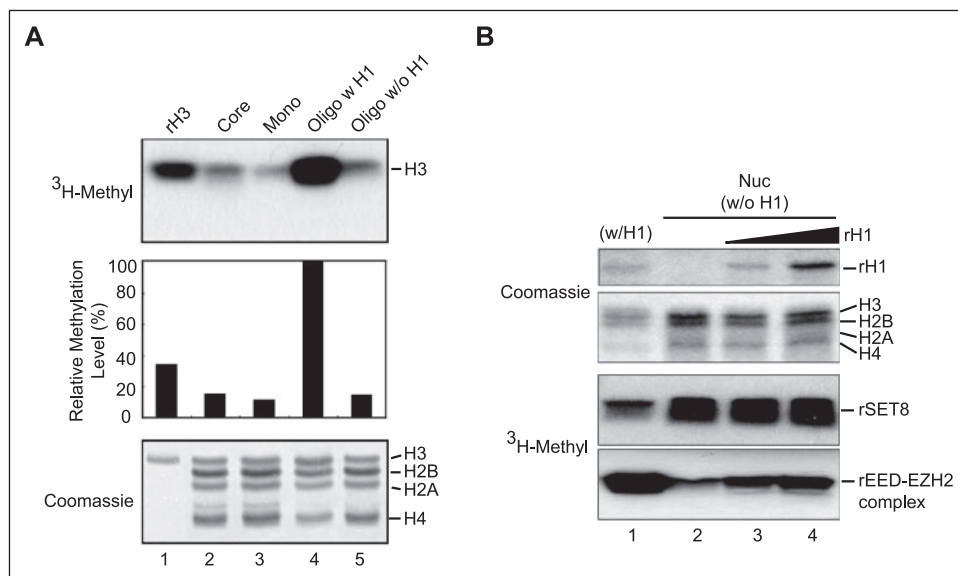 A
rH3 Core Mono Oligo w H1 Oligo w/o H1
³H-Methyl
H3
Relative Methylation
Level (%)
100
80
60
40
20
0
Coomassie
H3
H2B
H2A
H4
1 2 3 4 5
B
Nuc
(w/o H1)
(w/H1)
rH1
Coomassie
rH1
H3
H2B
H2A
H4
³H-Methyl
rSET8
rEED-EZH2
complex
1 2 3 4